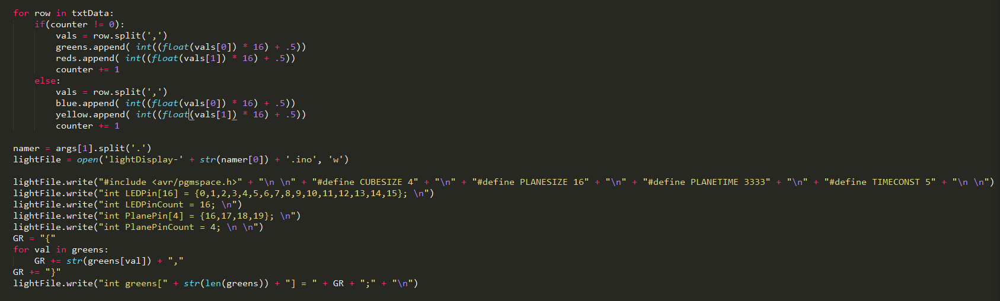 for row in txtData:
    if(counter != 0):
        vals = row.split(',')
        greens.append( int((float(vals[0]) * 16) + .5))
        reds.append( int((float(vals[1]) * 16) + .5))
        counter += 1
    else:
        vals = row.split(',')
        blue.append( int((float(vals[0]) * 16) + .5))
        yellow.append( int((float(vals[1]) * 16) + .5))
        counter += 1

namer = args[1].split('.')
lightFile = open('lightDisplay-' + str(namer[0]) + '.ino', 'w')

lightFile.write("#include <avr/pgmspace.h>" + "\n \n" + "#define CUBESIZE 4" + "\n" + "#define PLANESIZE 16" + "\n" + "#define PLANETIME 3333" + "\n" + "#define TIMECONST 5" + "\n \n")
lightFile.write("int LEDPin[16] = {0,1,2,3,4,5,6,7,8,9,10,11,12,13,14,15}; \n")
lightFile.write("int LEDPinCount = 16; \n")
lightFile.write("int PlanePin[4] = {16,17,18,19}; \n")
lightFile.write("int PlanePinCount = 4; \n \n")
GR = "{"
for val in greens:
    GR += str(greens[val]) + ","
GR += "}"
lightFile.write("int greens[" + str(len(greens)) + "] = " + GR + ";" + "\n")